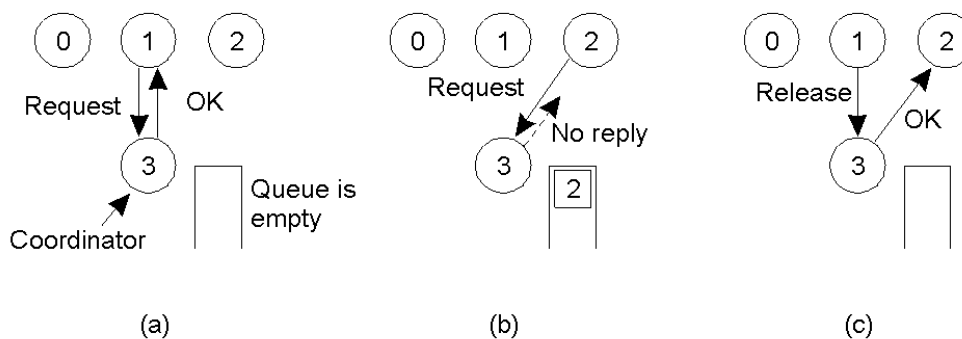 0 1 2
Request OK
3
Queue is
empty
Coordinator
(a)
0 1 2
Request
No reply
3
2
(b)
0 1 2
Release
OK
3
(c)